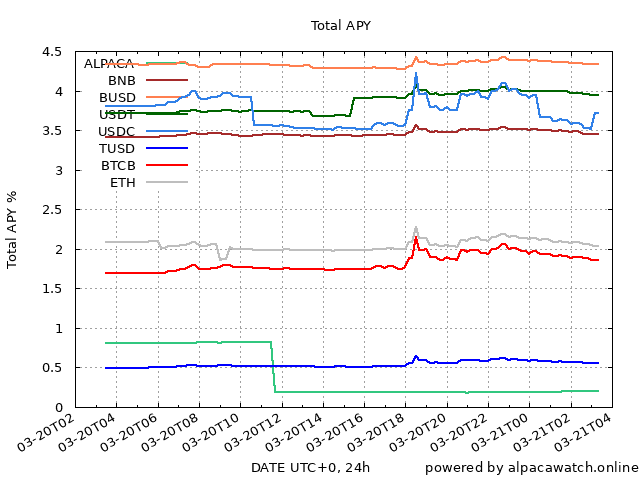 Total APY
4.5
4
3.5
3
2.5
2
1.5
1
0.5
0
Total APY %
ALPACA
BNB
BUSD
USDT
USDC
TUSD
BTCB
ETH
03-20T02
03-20T04
03-20T06
03-20T08
03-20T10
03-20T12
03-20T14
03-20T16
03-20T18
03-20T20
03-20T22
03-21T00
03-21T02
03-21T04
DATE UTC+0, 24h
powered by alpacawatch.online